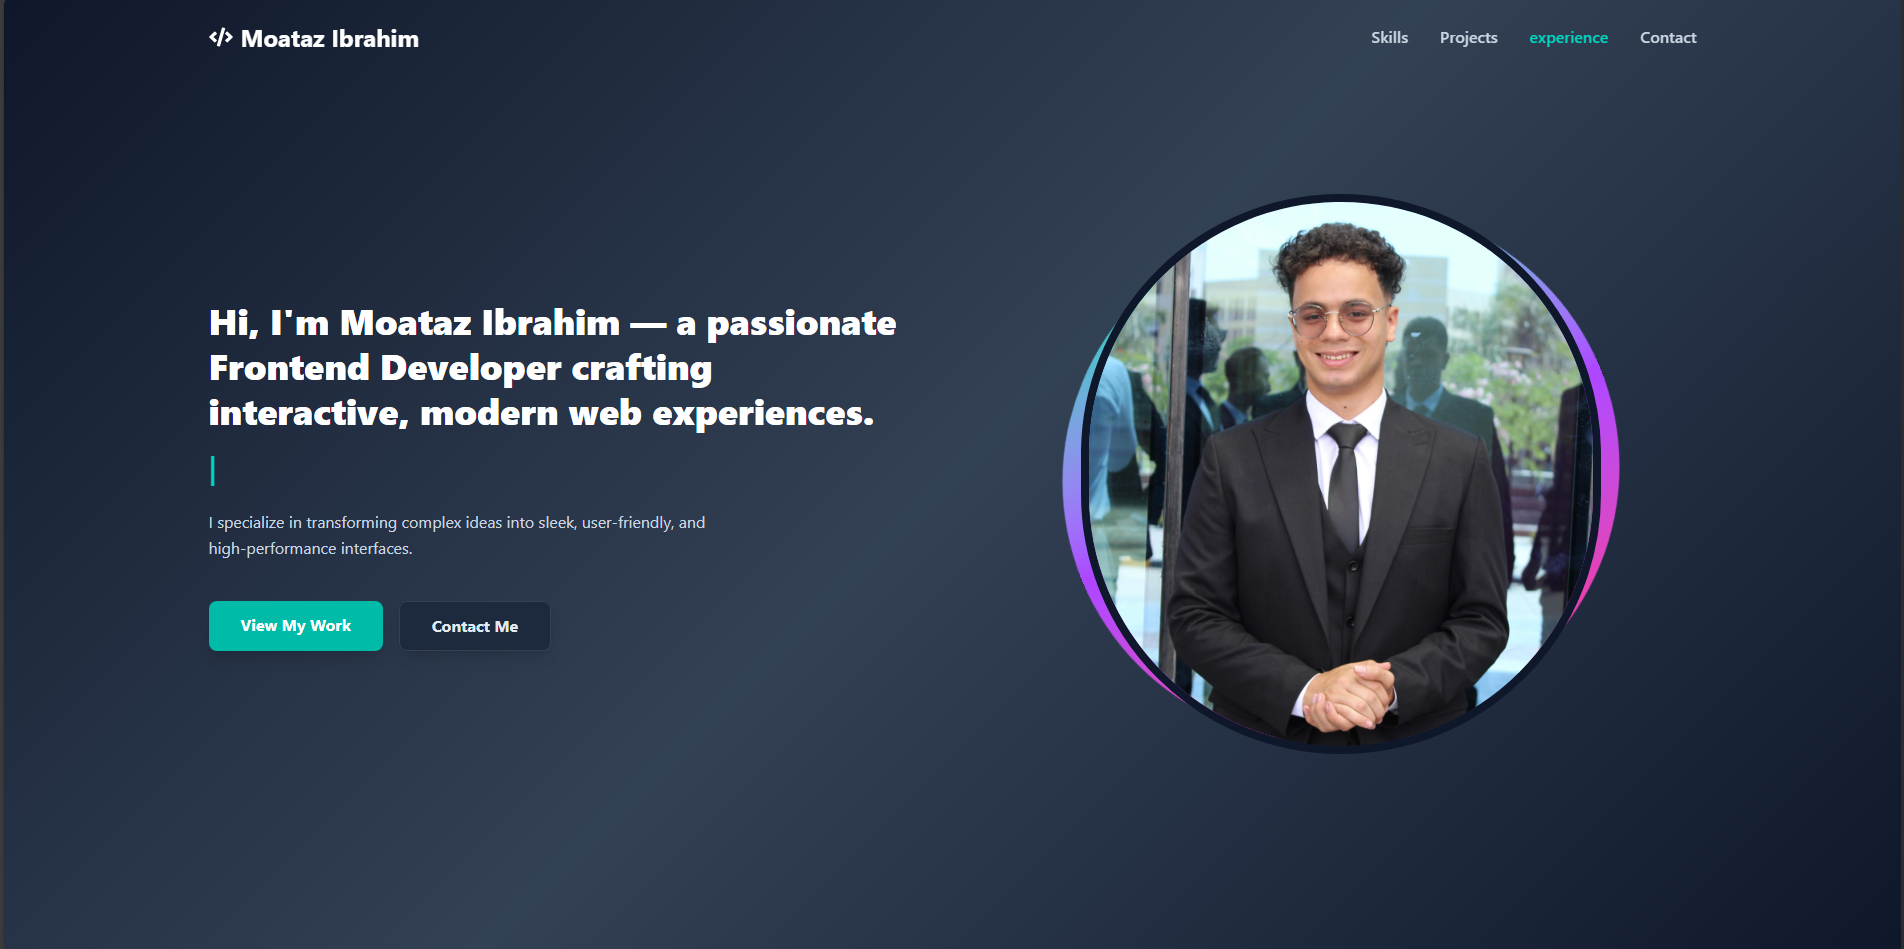 </> Moataz Ibrahim
Skills Projects experience Contact
Hi, I'm Moataz Ibrahim — a passionate
Frontend Developer crafting
interactive, modern web experiences.
I specialize in transforming complex ideas into sleek, user-friendly, and
high-performance interfaces.
View My Work
Contact Me